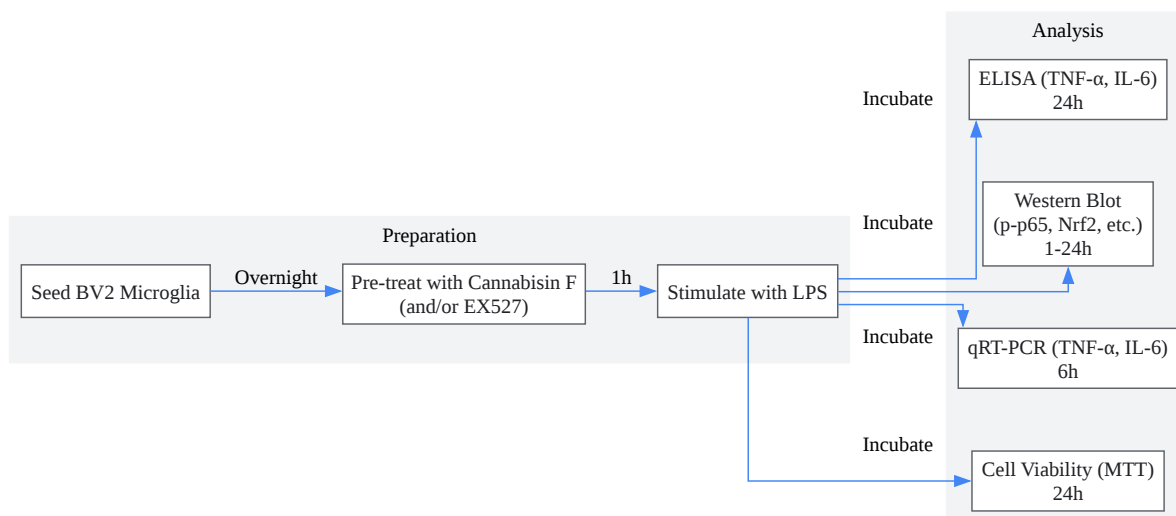 Analysis
Incubate
ELISA (TNF-α, IL-6)
24h
Incubate
Western Blot
(p-p65, Nrf2, etc.)
1-24h
Preparation
Seed BV2 Microglia
Overnight
Pre-treat with Cannabisin F
(and/or EX527)
1h
Stimulate with LPS
Incubate
qRT-PCR (TNF-α, IL-6)
6h
Incubate
Cell Viability (MTT)
24h